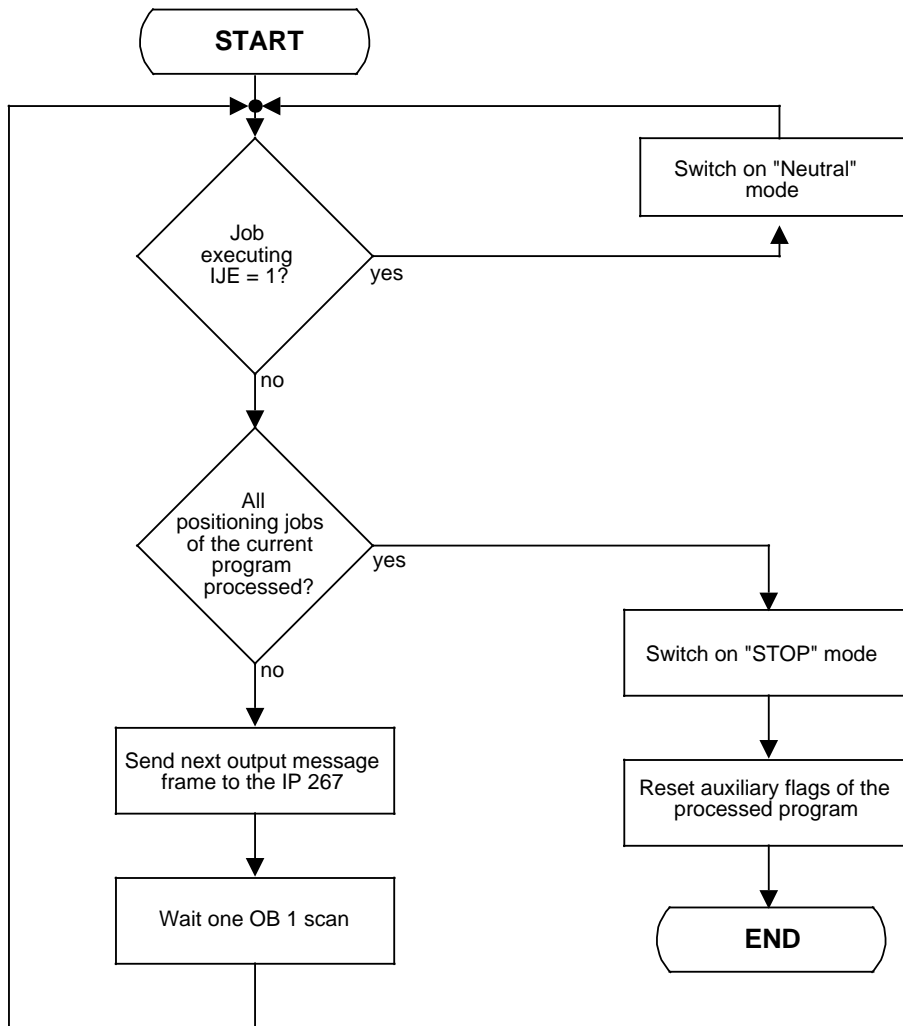 START
Switch on "Neutral"
mode
Job
executing
IJE = 1?
yes
no
All
positioning jobs
of the current
program
processed?
yes
no
Switch on "STOP" mode
Send next output message
frame to the IP 267
Reset auxiliary flags of the
processed program
Wait one OB 1 scan
END